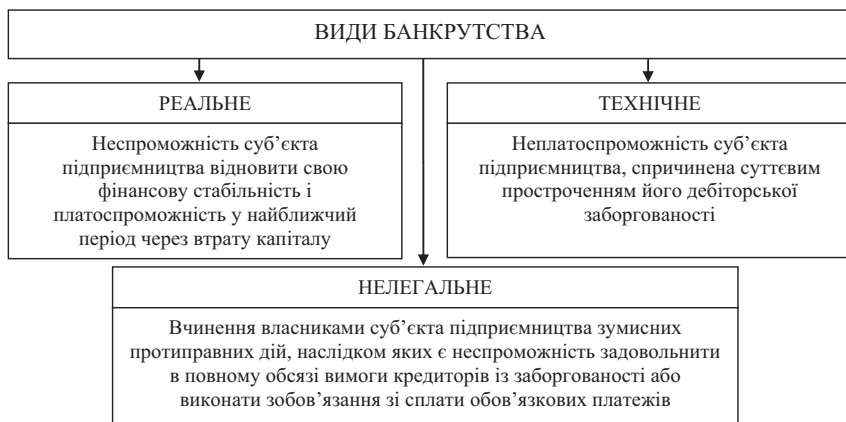 ВИДИ БАНКРУТСТВА
РЕАЛЬНЕ
Неспроможність суб’єкта
підприємництва відновити свою
фінансову стабільність і
платоспроможність у найближчий
період через втрату капіталу
ТЕХНІЧНЕ
Неплатоспроможність суб’єкта
підприємництва, спричинена суттєвим
простроченням його дебіторської
заборгованості
НЕЛЕГАЛЬНЕ
Вчинення власниками суб’єкта підприємництва зумисних
протиправних дій, наслідком яких є неспроможність задовольнити
в повному обсязі вимоги кредиторів із заборгованості або
виконати зобов’язання зі сплати обов’язкових платежів